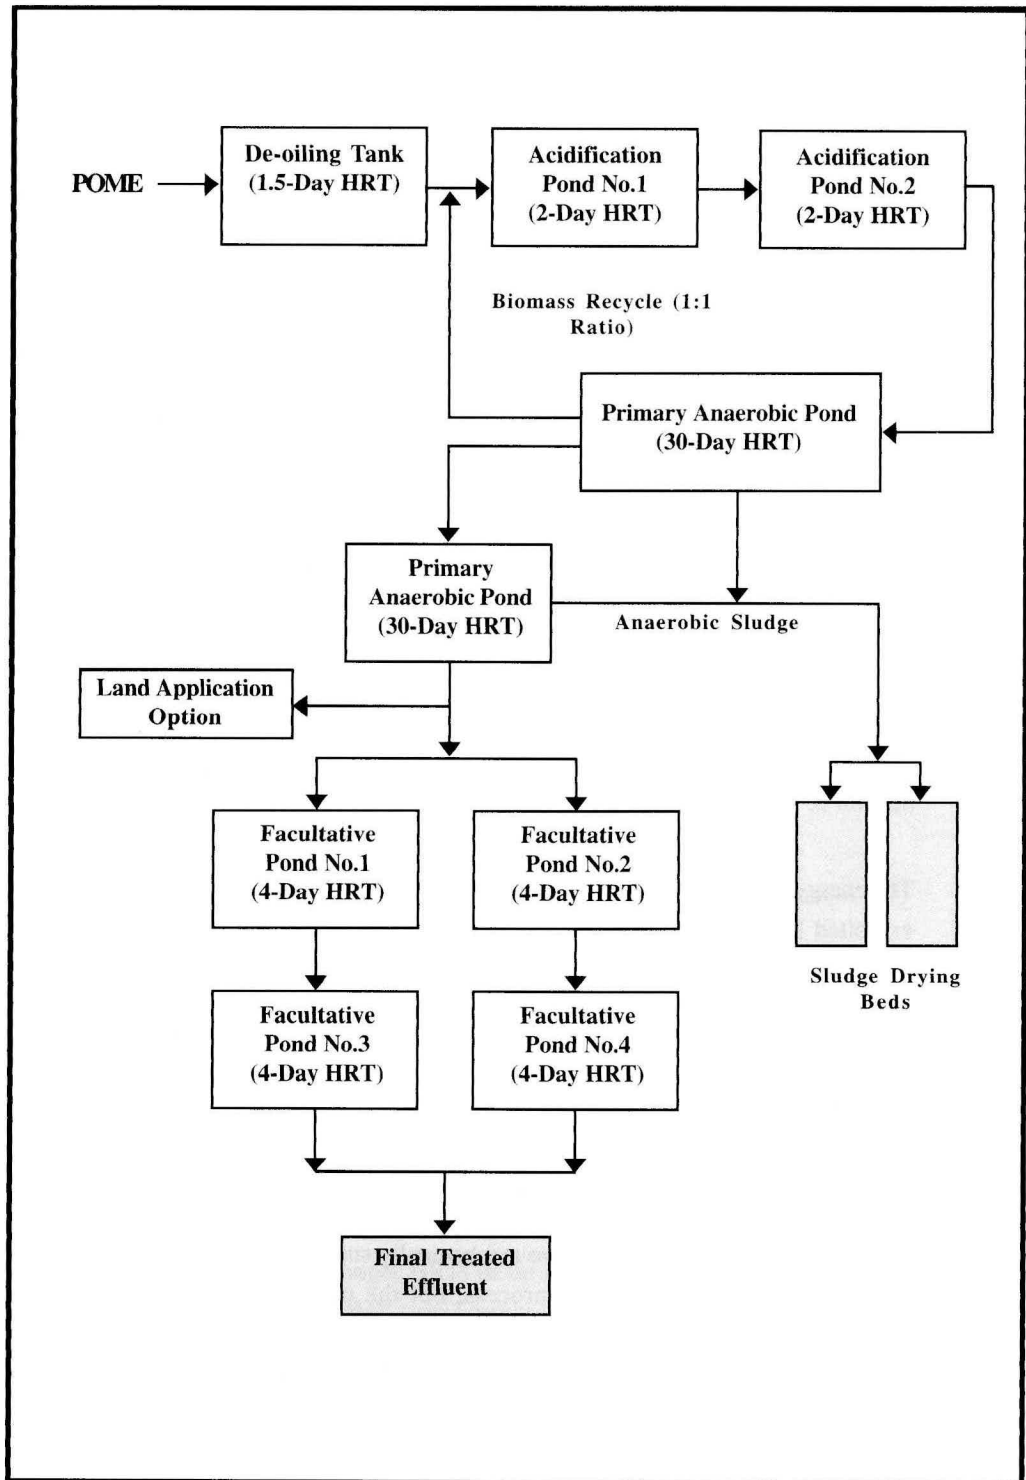 De-oiling Tank
(1.5-Day HRT)
Acidification
Pond No.1
(2-Day HRT)
Acidification
Pond No.2
(2-Day HRT)
POME
Biomass Recycle (1:1
Ratio)
Primary Anaerobic Pond
(30-Day HRT)
Primary
Anaerobic Pond
(30-Day HRT)
Anaerobic Sludge
Land Application
Option
Facultative
Pond No.1
(4-Day HRT)
Facultative
Pond No.2
(4-Day HRT)
Sludge Drying
Beds
Facultative
Pond No.3
(4-Day HRT)
Facultative
Pond No.4
(4-Day HRT)
Final Treated
Effluent